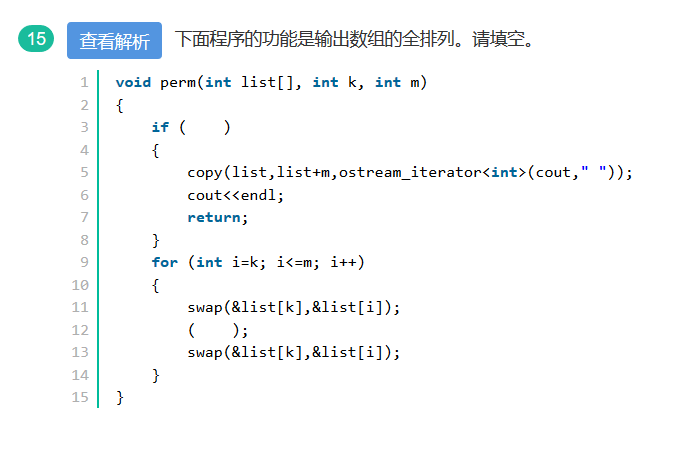 15 查看解析 下面程序的功能是输出数组的全排列。请填空。
1 void perm(int list[], int k, int m)
2 {
3     if (    )
4     {
5         copy(list,list+m,ostream_iterator<int>(cout," "));
6         cout<<endl;
7         return;
8     }
9     for (int i=k; i<=m; i++)
10     {
11         swap(&list[k],&list[i]);
12         (    );
13         swap(&list[k],&list[i]);
14     }
15 }